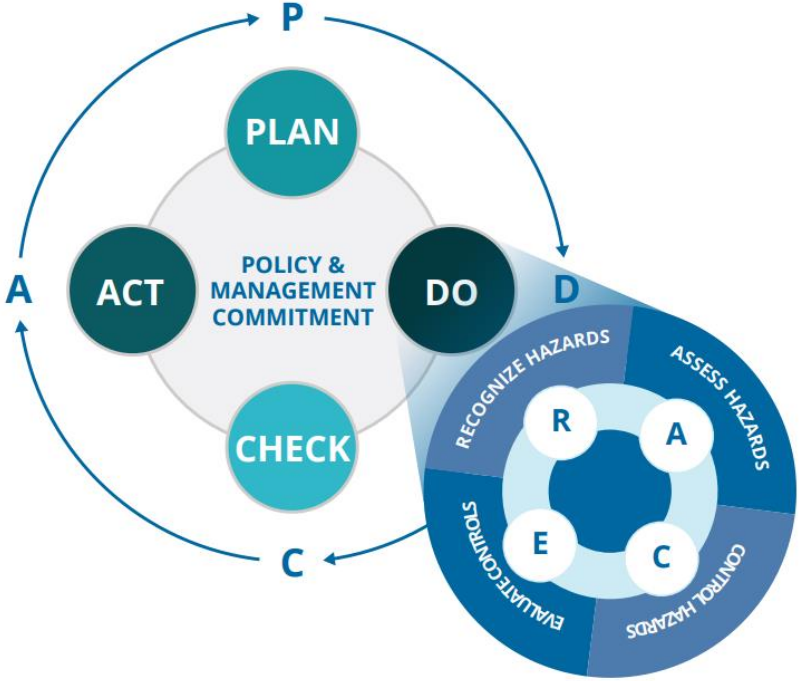 P
PLAN
A
ACT
POLICY &
MANAGEMENT
COMMITMENT
DO
D
CHECK
C
RECOGNIZE HAZARDS
ASSESS HAZARDS
R
A
E
C
EVALUATE CONTROLS
CONTROL HAZARDS